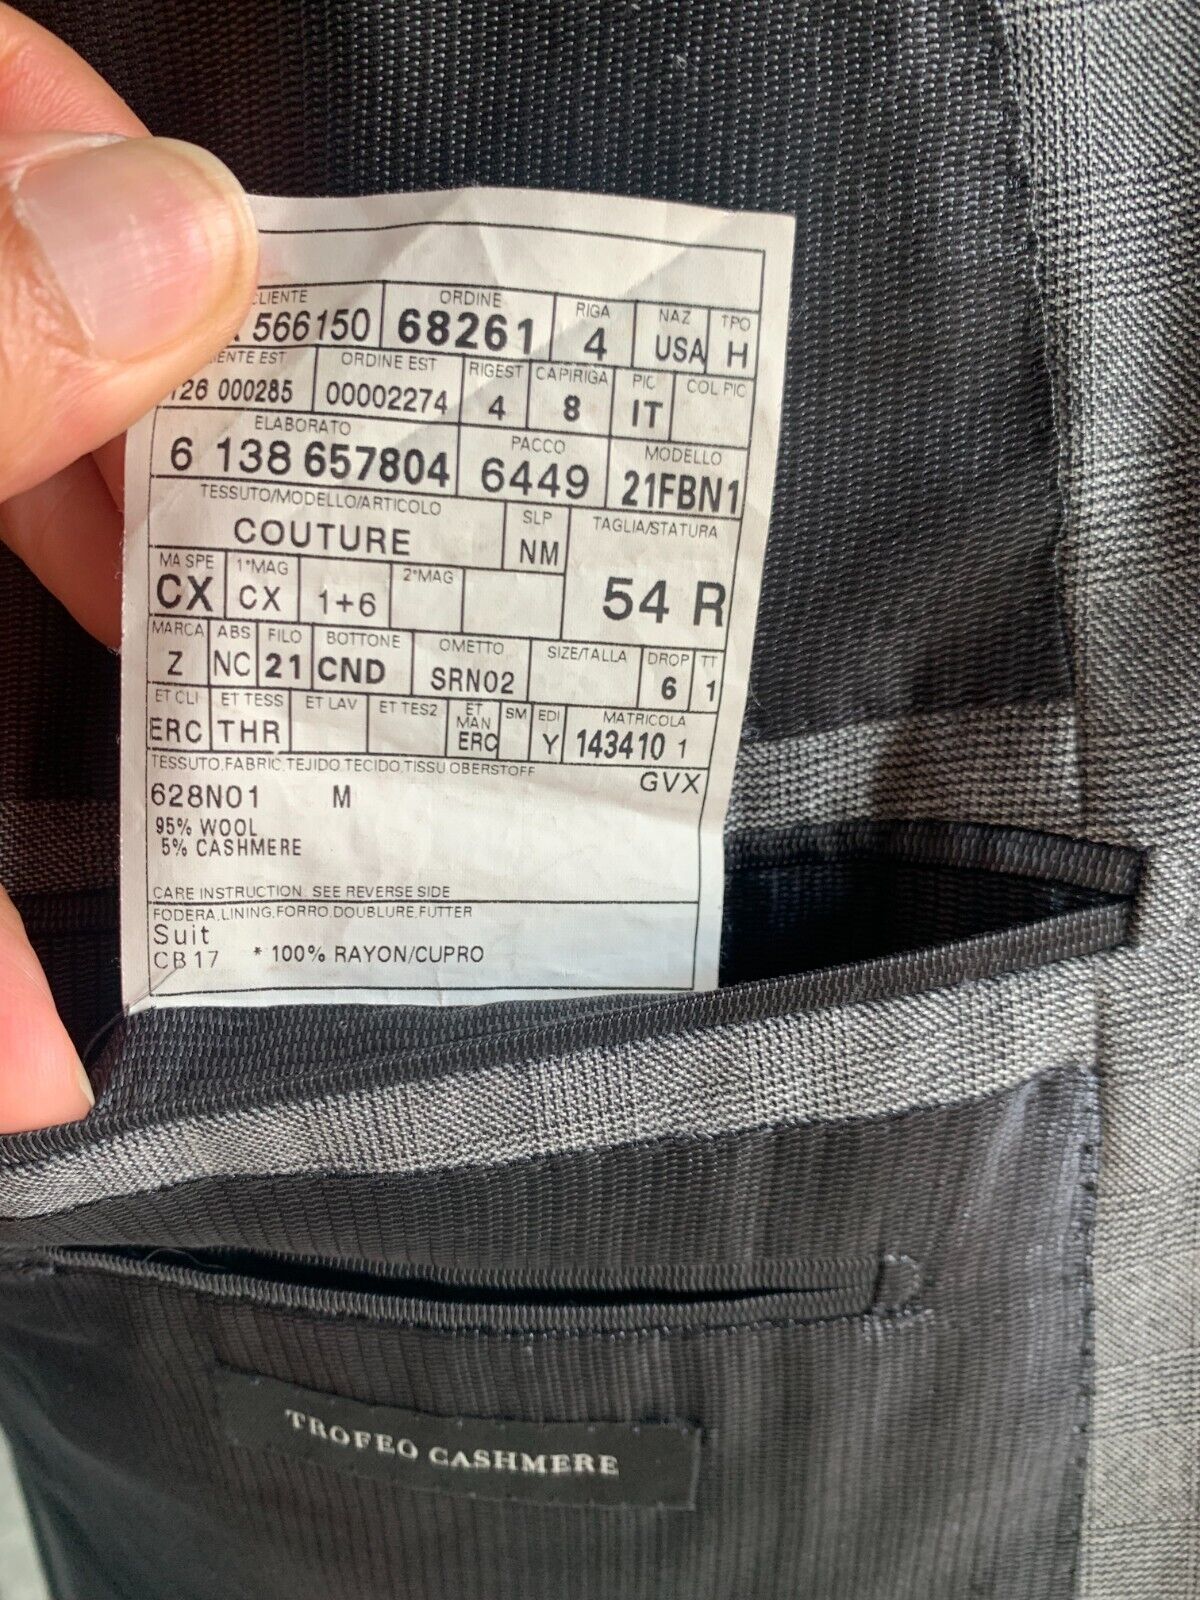 CLIENTE ORDINE RIGA NAZ TPO
566150 68261 4 USA H
ENTE EST ORDINE EST RIGEST CAPIRIGA PIC COL PIC
126 000285 00002274 4 8 IT
ELABORATO PACCO MODELLO
6 138 657804 6449 21FBN1
TESSUTO/MODELLO/ARTICOLO SLP TAGLIA/STATURA
COUTURE NM 54 R
MA SPE 1°MAG 2°MAG
CX CX 1+6
MARCA ABS FILO BOTTONE OMETTO SIZE/TALLA DROP TT
Z NC 21 CND SRN02 6 1
ET CLI ET TESS ET LAV ET TES2 ET MAN SM EDI MATRICOLA
ERC THR ERC Y 143410 1
TESSUTO,FABRIC,TEJIDO,TECIDO,TISSU,OBERSTOFF GVX
628N01 M
95% WOOL
5% CASHMERE
CARE INSTRUCTION: SEE REVERSE SIDE
FODERA,LINING,FORRO,DOUBLURE,FUTTER
Suit
CB17 * 100% RAYON/CUPRO
TROFEO CASHMERE